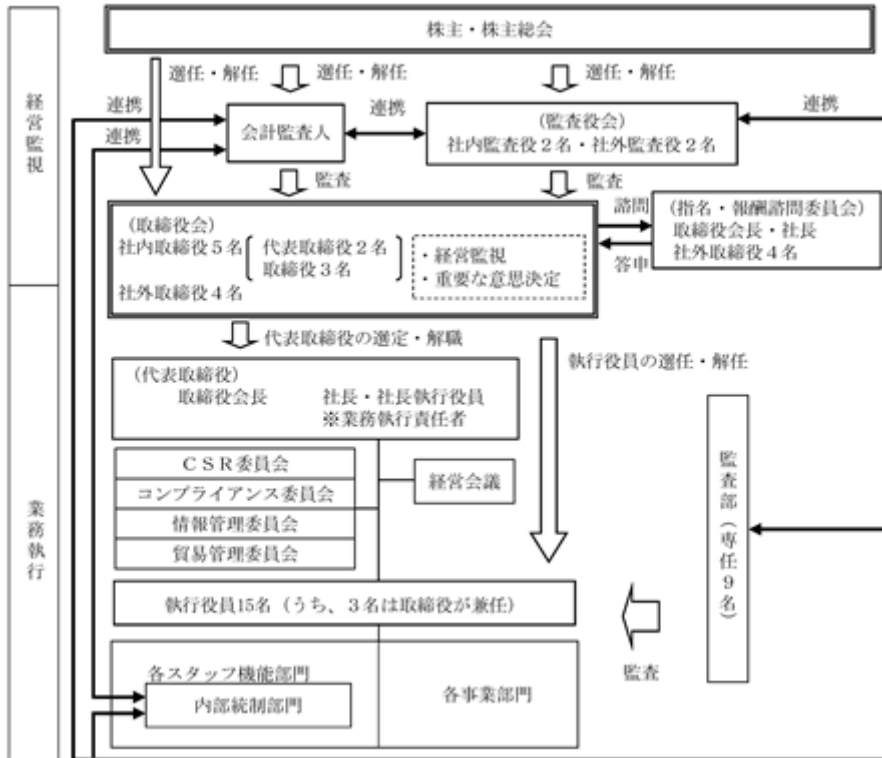 株主・株主総会
経営監視
選任・解任
選任・解任
選任・解任
連携
連携
連携
連携
会計監査人
(監査役会)
社内監査役2名・社外監査役2名
監査
監査
(取締役会)
社内取締役5名
代表取締役2名
取締役3名
社外取締役4名
・経営監視
・重要な意思決定
諮問
答申
(指名・報酬諮問委員会)
取締役会長・社長
社外取締役4名
業務執行
代表取締役の選定・解職
執行役員の選任・解任
(代表取締役)
取締役会長
社長・社長執行役員
※業務執行責任者
CSR委員会
コンプライアンス委員会
情報管理委員会
貿易管理委員会
経営会議
監査部(専任9名)
執行役員15名(うち、3名は取締役が兼任)
監査
各スタッフ機能部門
内部統制部門
各事業部門